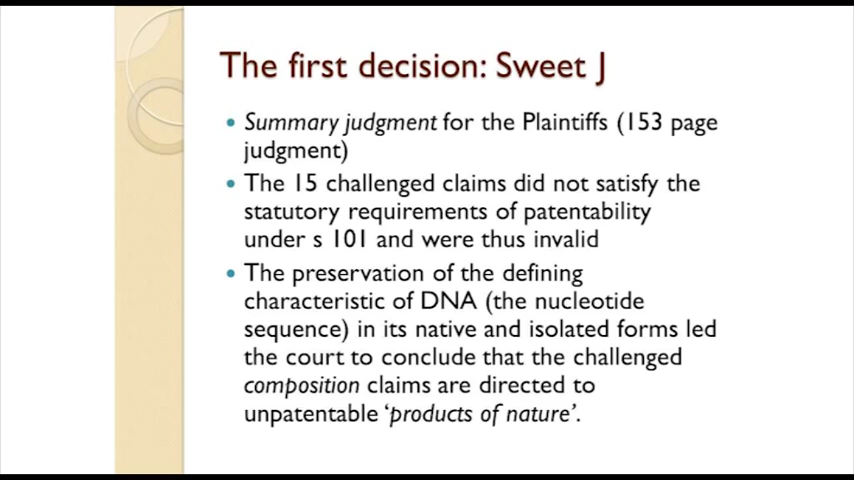 The first decision: Sweet J
• Summary judgment for the Plaintiffs (153 page
judgment)
• The 15 challenged claims did not satisfy the
statutory requirements of patentability
under s 101 and were thus invalid
• The preservation of the defining
characteristic of DNA (the nucleotide
sequence) in its native and isolated forms led
the court to conclude that the challenged
composition claims are directed to
unpatentable ‘products of nature’.